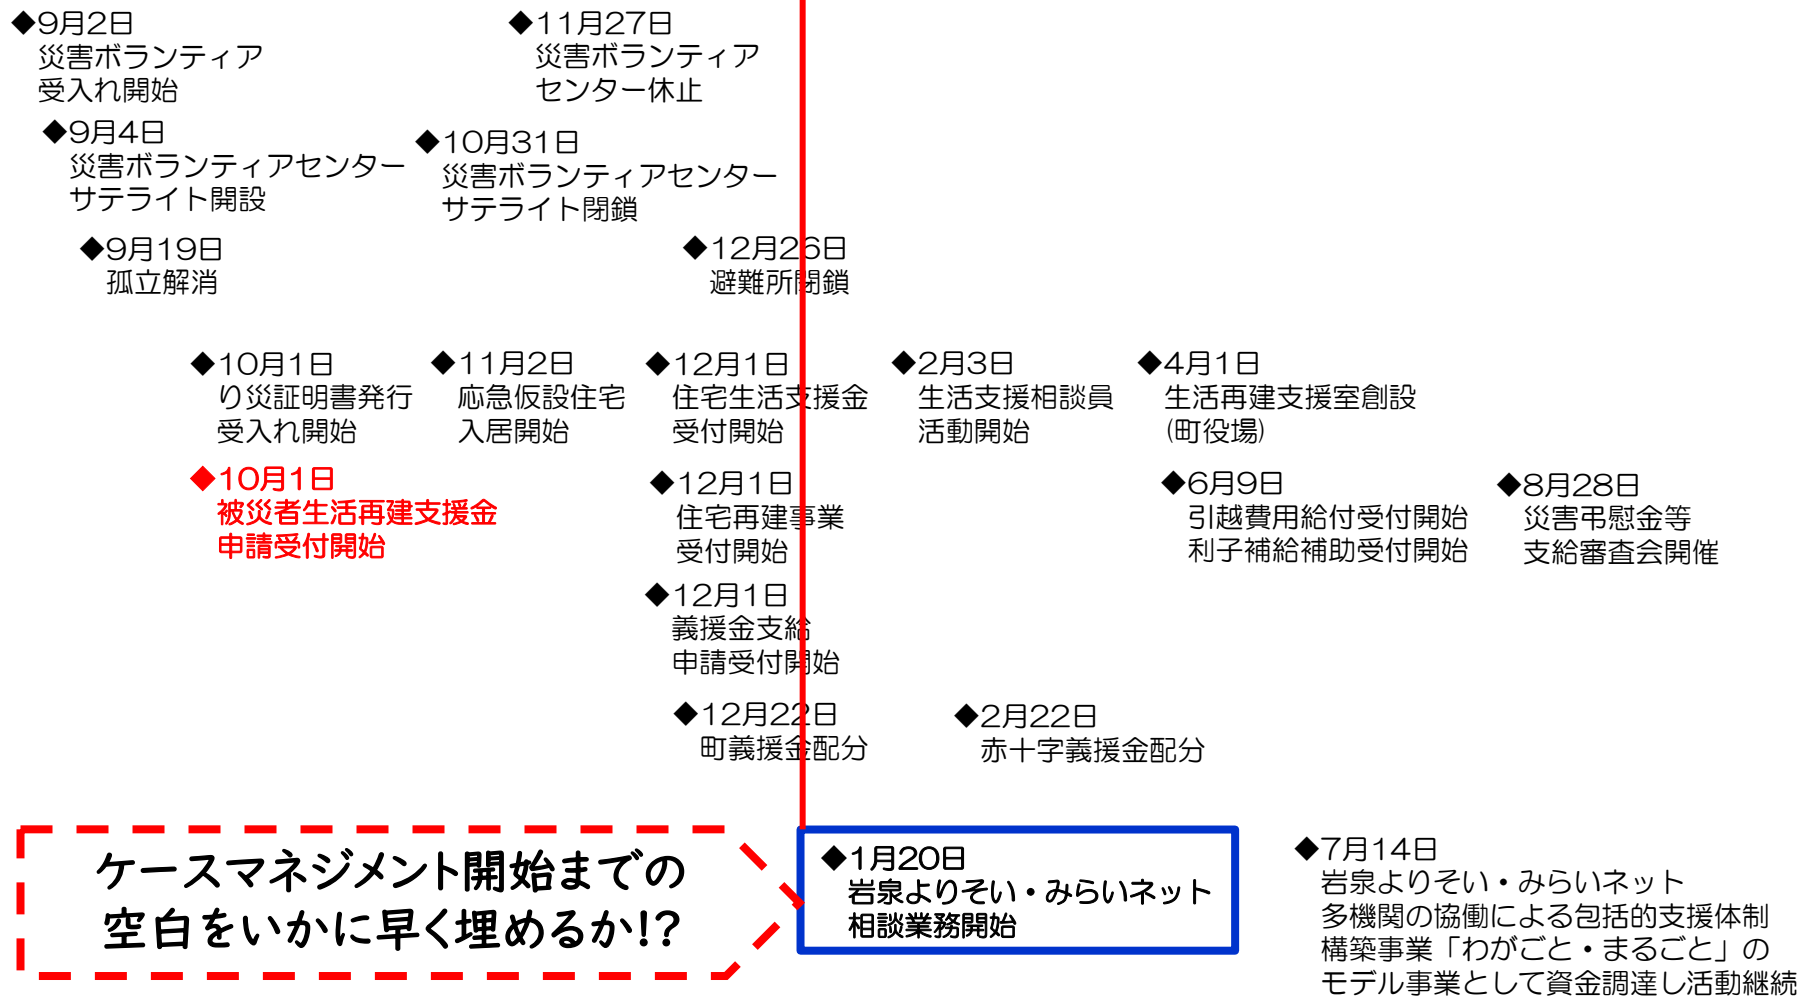 ◆9月2日
災害ボランティア
受入れ開始
◆11月27日
災害ボランティア
センター休止
◆9月4日
災害ボランティアセンター
サテライト開設
◆10月31日
災害ボランティアセンター
サテライト閉鎖
◆9月19日
孤立解消
◆12月26日
避難所閉鎖
◆10月1日
り災証明書発行
受入れ開始
◆11月2日
応急仮設住宅
入居開始
◆12月1日
住宅生活支援金
受付開始
◆2月3日
生活支援相談員
活動開始
◆4月1日
生活再建支援室創設
(町役場)
◆10月1日
被災者生活再建支援金
申請受付開始
◆12月1日
住宅再建事業
受付開始
◆6月9日
引越費用給付受付開始
利子補給補助受付開始
◆8月28日
災害弔慰金等
支給審査会開催
◆12月1日
義援金支給
申請受付開始
◆12月22日
町義援金配分
◆2月22日
赤十字義援金配分
ケースマネジメント開始までの
空白をいかに早く埋めるか!?
◆1月20日
岩泉よりそい・みらいネット
相談業務開始
◆7月14日
岩泉よりそい・みらいネット
多機関の協働による包括的支援体制
構築事業「わがごと・まるごと」の
モデル事業として資金調達し活動継続